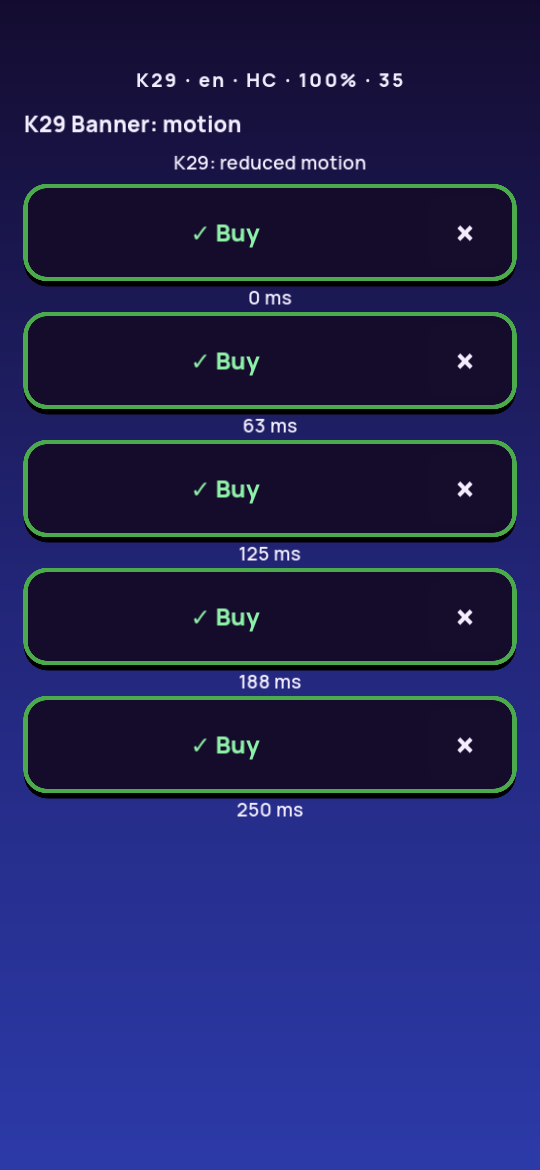 K29 · en · HC · 100% · 35
K29 Banner: motion
K29: reduced motion
✓ Buy ×
0 ms
✓ Buy ×
63 ms
✓ Buy ×
125 ms
✓ Buy ×
188 ms
✓ Buy ×
250 ms